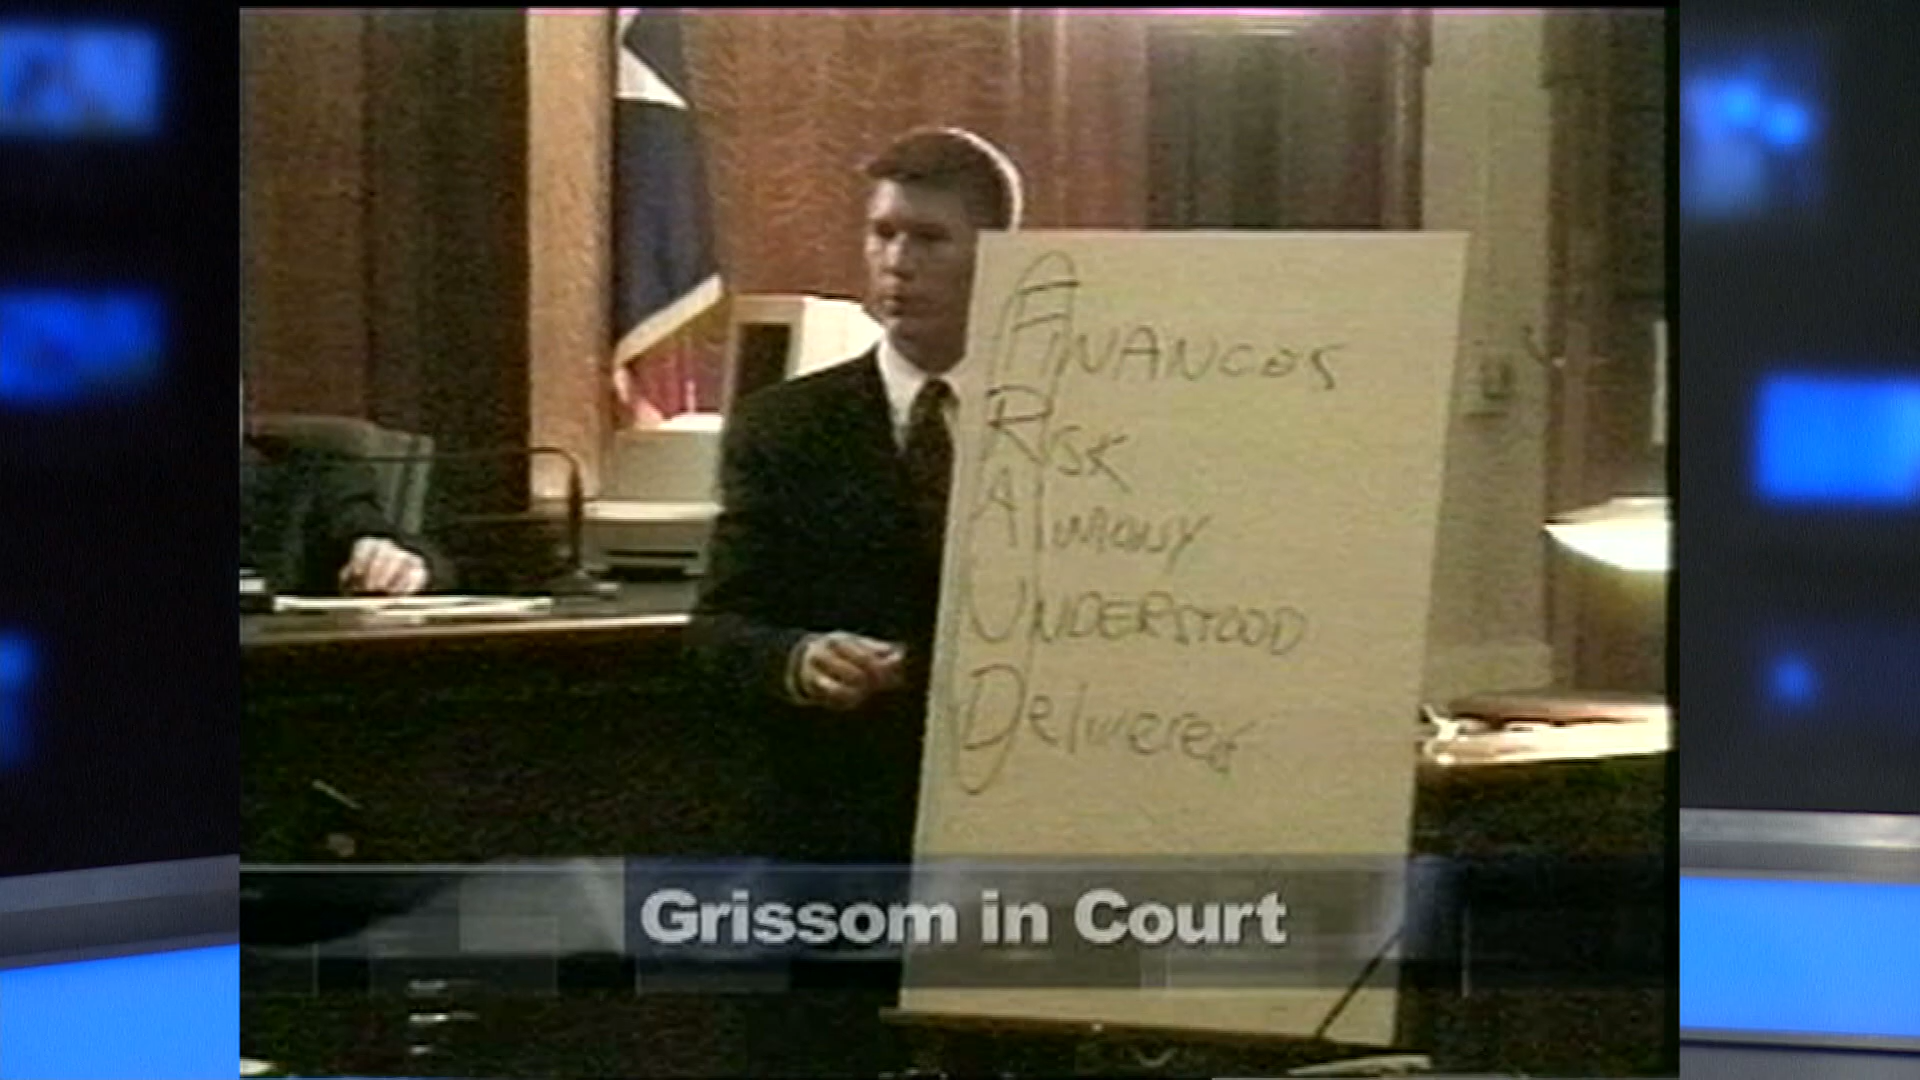 FiNANCeS
RiSK
Alimony
UNDERSTOOD
Delivered
Grissom in Court